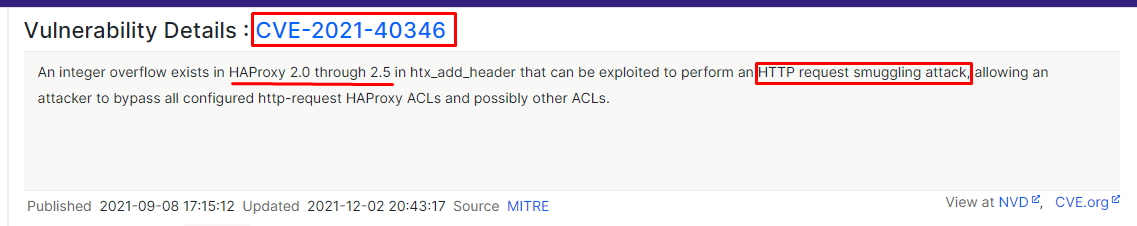 Vulnerability Details : CVE-2021-40346
An integer overflow exists in HAProxy 2.0 through 2.5 in htx_add_header that can be exploited to perform an HTTP request smuggling attack, allowing an
attacker to bypass all configured http-request HAProxy ACLs and possibly other ACLs.
Published 2021-09-08 17:15:12 Updated 2021-12-02 20:43:17 Source MITRE
View at NVD, CVE.org